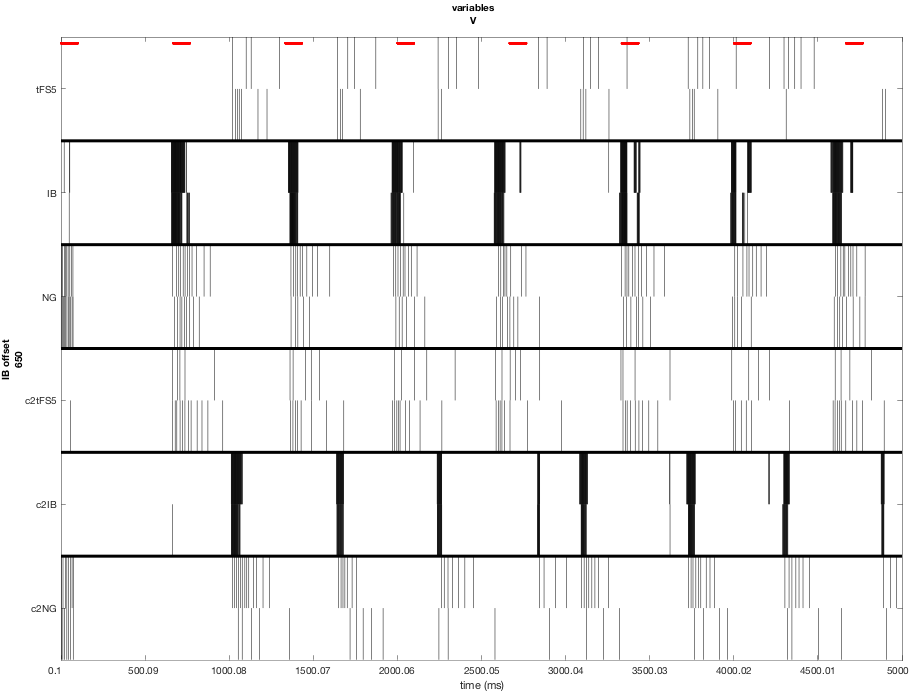 variables
V
tFS5
IB
NG
IB offset
650
c2tFS5
c2IB
c2NG
0.1 500.09 1000.08 1500.07 2000.06 2500.05 3000.04 3500.03 4000.02 4500.01 5000
time (ms)